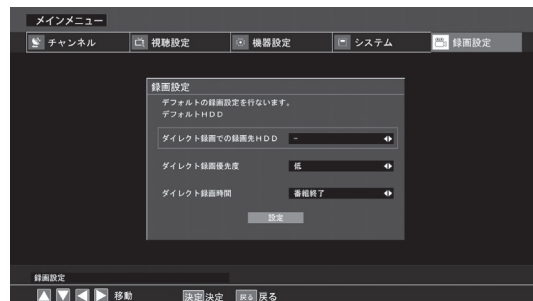 メインメニュー
チャンネル 視聴設定 機器設定 システム 録画設定
録画設定
デフォルトの録画設定を行ないます。
デフォルトHDD
ダイレクト録画での録画先HDD -
ダイレクト録画優先度 低
ダイレクト録画時間 番組終了
設定
録画設定
移動 決定 決定 戻る 戻る